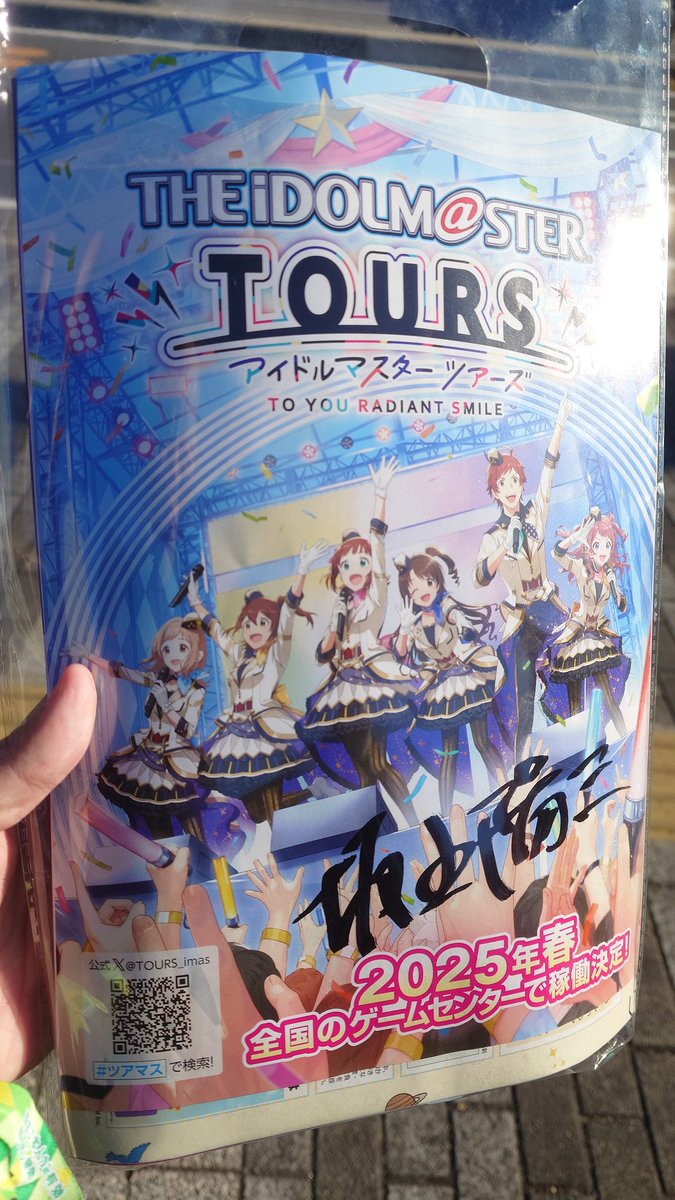 THE iDOLM@STER
TOURS
アイドルマスター ツアーズ
TO YOU RADIANT SMILE
公式 X@TOURS_imas
#ツアマス で検索!
2025年春
全国のゲームセンターで稼働決定!